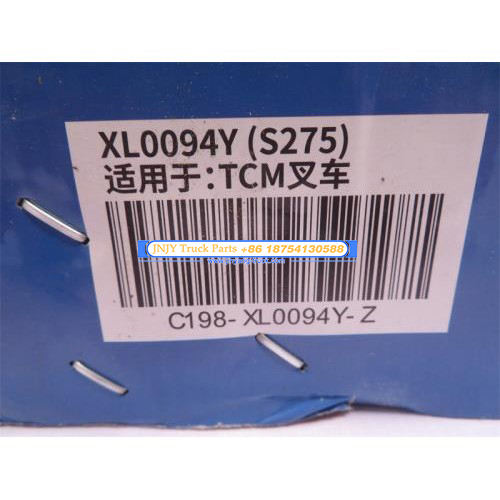 XL0094Y (S275)
适用于:TCM叉车
JNJY Truck Parts +86 18754130588
C198-XL0094Y-Z